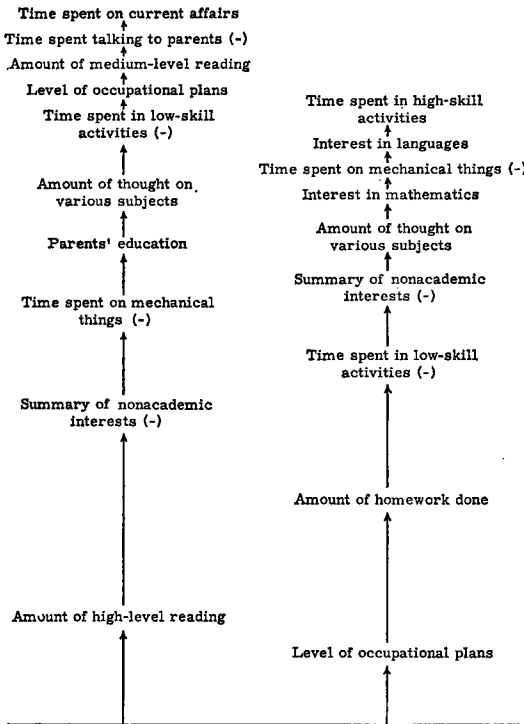 Time spent on current affairs
Time spent talking to parents (-)
Amount of medium-level reading
Level of occupational plans
Time spent in low-skill
activities (-)
Amount of thought on
various subjects
Parents' education
Time spent on mechanical
things (-)
Summary of nonacademic
interests (-)
Amount of high-level reading
Time spent in high-skill
activities
Interest in languages
Time spent on mechanical things (-)
Interest in mathematics
Amount of thought on
various subjects
Summary of nonacademic
interests (-)
Time spent in low-skill
activities (-)
Amount of homework done
Level of occupational plans